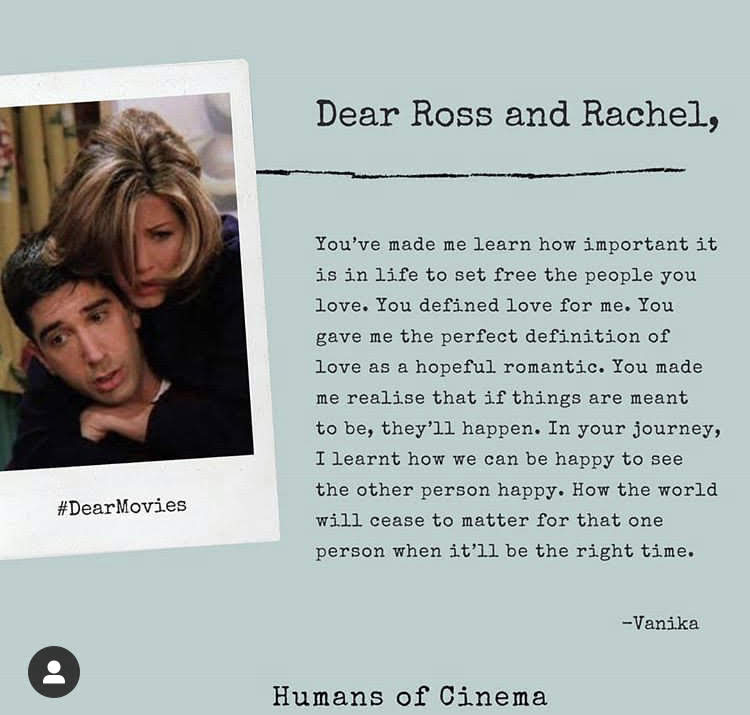 Dear Ross and Rachel,
You've made me learn how important it
is in life to set free the people you
love. You defined love for me. You
gave me the perfect definition of
love as a hopeful romantic. You made
me realise that if things are meant
to be, they'll happen. In your journey,
I learnt how we can be happy to see
the other person happy. How the world
will cease to matter for that one
person when it'll be the right time.
-Vanika
#DearMovies
Humans of Cinema